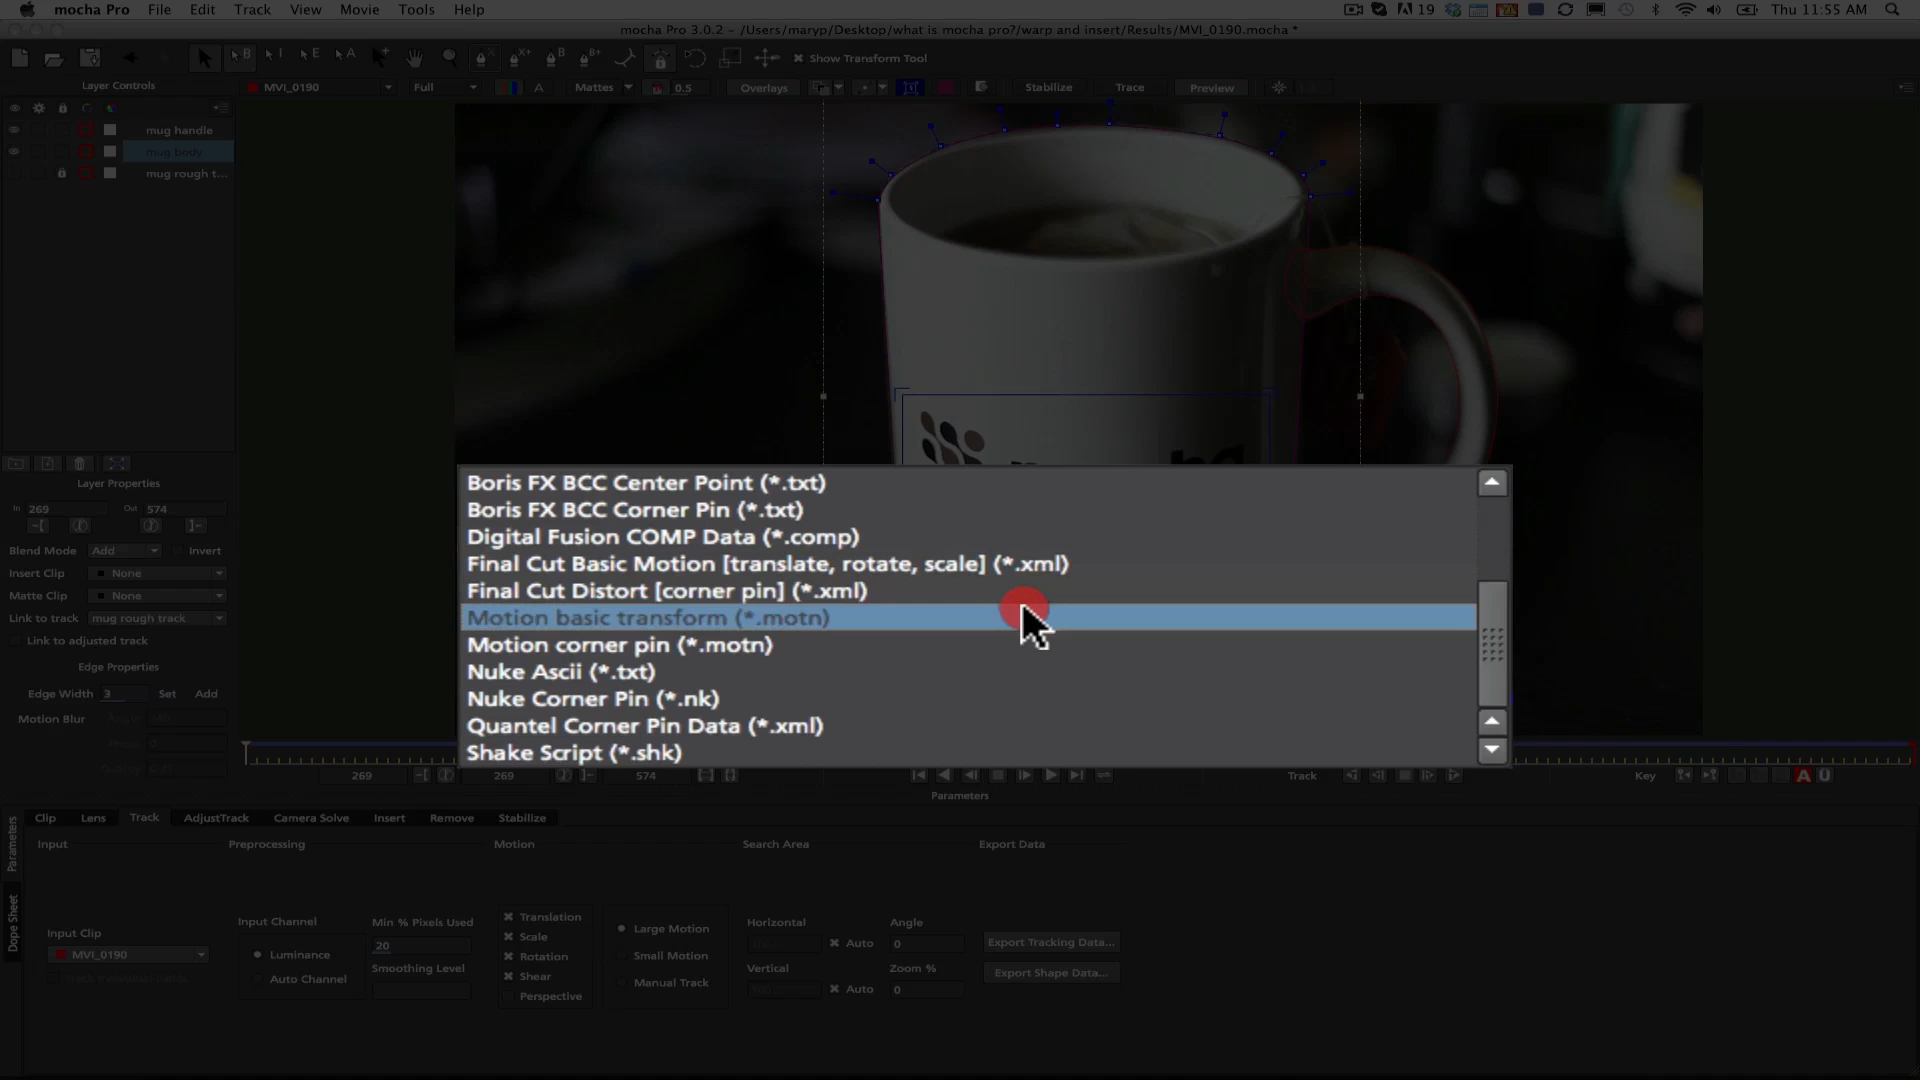 mocha Pro File Edit Track View Movie Tools Help
19 Thu 11:55 AM
mocha Pro 3.0.2 - /Users/maryp/Desktop/what is mocha pro?/warp and insert/Results/MVI_0190.mocha *
Show Transform Tool
Layer Controls
MVI_0190 Full A Mattes 0.5 Overlays Stabilize Trace Preview
mug handle
mug body
mug rough t...
Boris FX BCC Center Point (*.txt)
Boris FX BCC Corner Pin (*.txt)
Digital Fusion COMP Data (*.comp)
Final Cut Basic Motion [translate, rotate, scale] (*.xml)
Final Cut Distort [corner pin] (*.xml)
Motion basic transform (*.motn)
Motion corner pin (*.motn)
Nuke Ascii (*.txt)
Nuke Corner Pin (*.nk)
Quantel Corner Pin Data (*.xml)
Shake Script (*.shk)
Layer Properties
In 269 Out 574
Blend Mode Add Invert
Insert Clip None
Matte Clip None
Link to track mug rough track
Link to adjusted track
Edge Properties
Edge Width 3 Set Add
Motion Blur Angle
269 269 574 Track Key
Parameters
Clip Lens Track AdjustTrack Camera Solve Insert Remove Stabilize
Parameters
Dope Sheet
Input Preprocessing Motion Search Area Export Data
Input Clip
MVI_0190
Input Channel
Luminance
Auto Channel
Min % Pixels Used
20
Smoothing Level
Translation
Scale
Rotation
Shear
Perspective
Large Motion
Small Motion
Manual Track
Horizontal
Auto
Vertical
Auto
Angle
0
Zoom %
0
Export Tracking Data...
Export Shape Data...